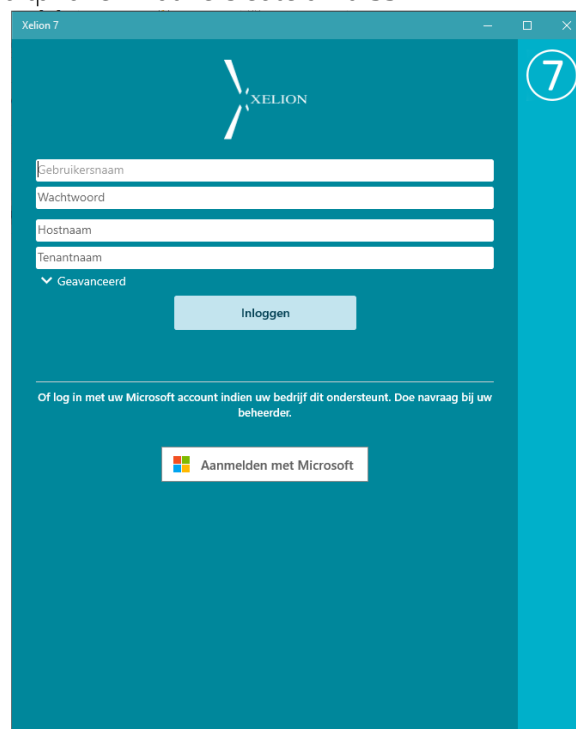 Xelion 7
7
XELION
Gebruikersnaam
Wachtwoord
Hostnaam
Tenantnaam
Geavanceerd
Inloggen
Of log in met uw Microsoft account indien uw bedrijf dit ondersteunt. Doe navraag bij uw
beheerder.
Aanmelden met Microsoft